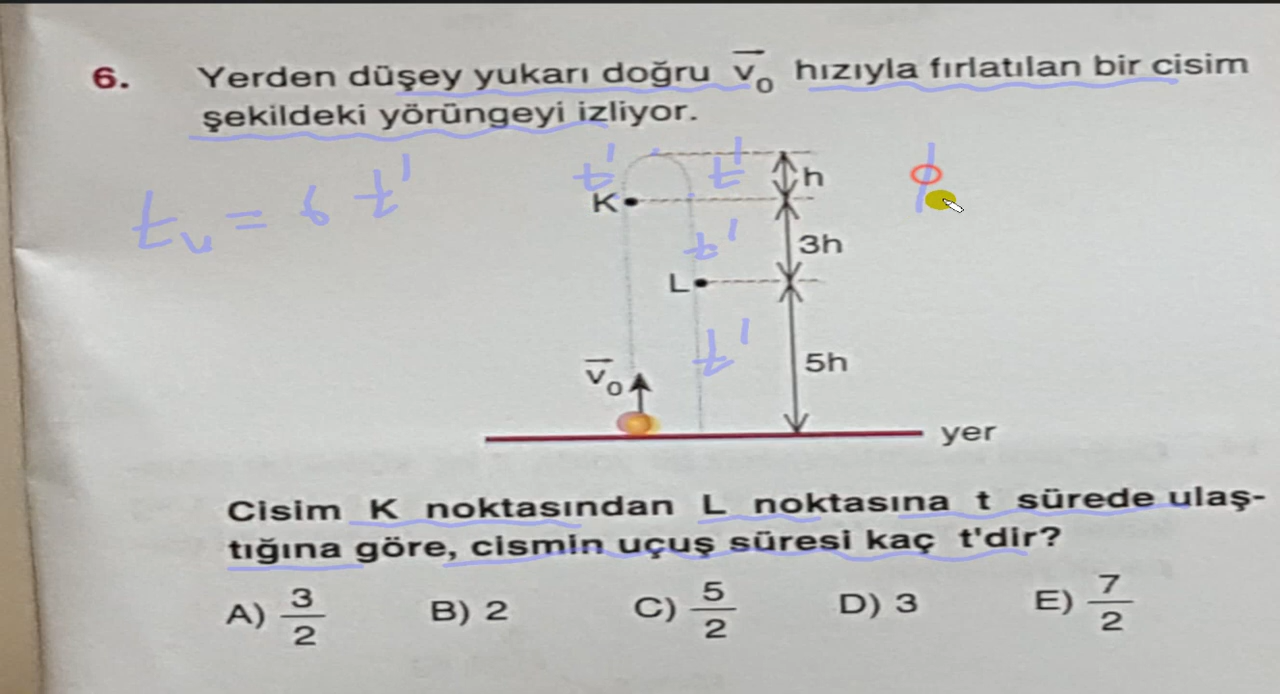 6. Yerden düşey yukarı doğru v₀ hızıyla fırlatılan bir cisim
şekildeki yörüngeyi izliyor.
t' t' h
tᵤ = 6 t'
K
t' 3h
L
t' 5h
v₀
yer
Cisim K noktasından L noktasına t sürede ulaş-
tığına göre, cismin uçuş süresi kaç t'dir?
A) 3/2 B) 2 C) 5/2 D) 3 E) 7/2